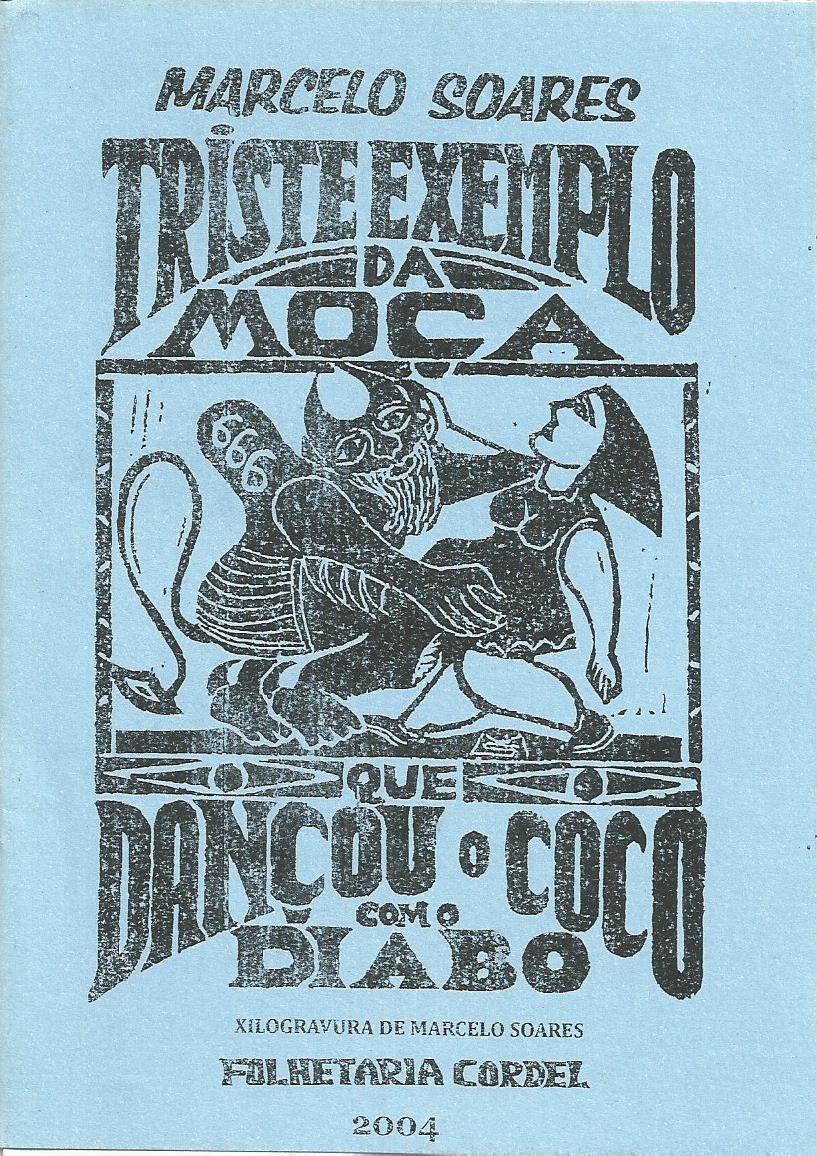 MARCELO SOARES
TRISTE EXEMPLO
DA
MOÇA
666
QUE
DANÇOU O COCO
COM O
DIABO
XILOGRAVURA DE MARCELO SOARES
FOLHETARIA CORDEL
2004